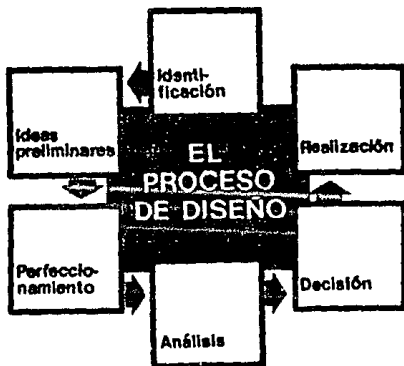 Identi-
ficación
Ideas
preliminares
Realización
EL
PROCESO
DE DISEÑO
Perfeccio-
namiento
Análisis
Decisión